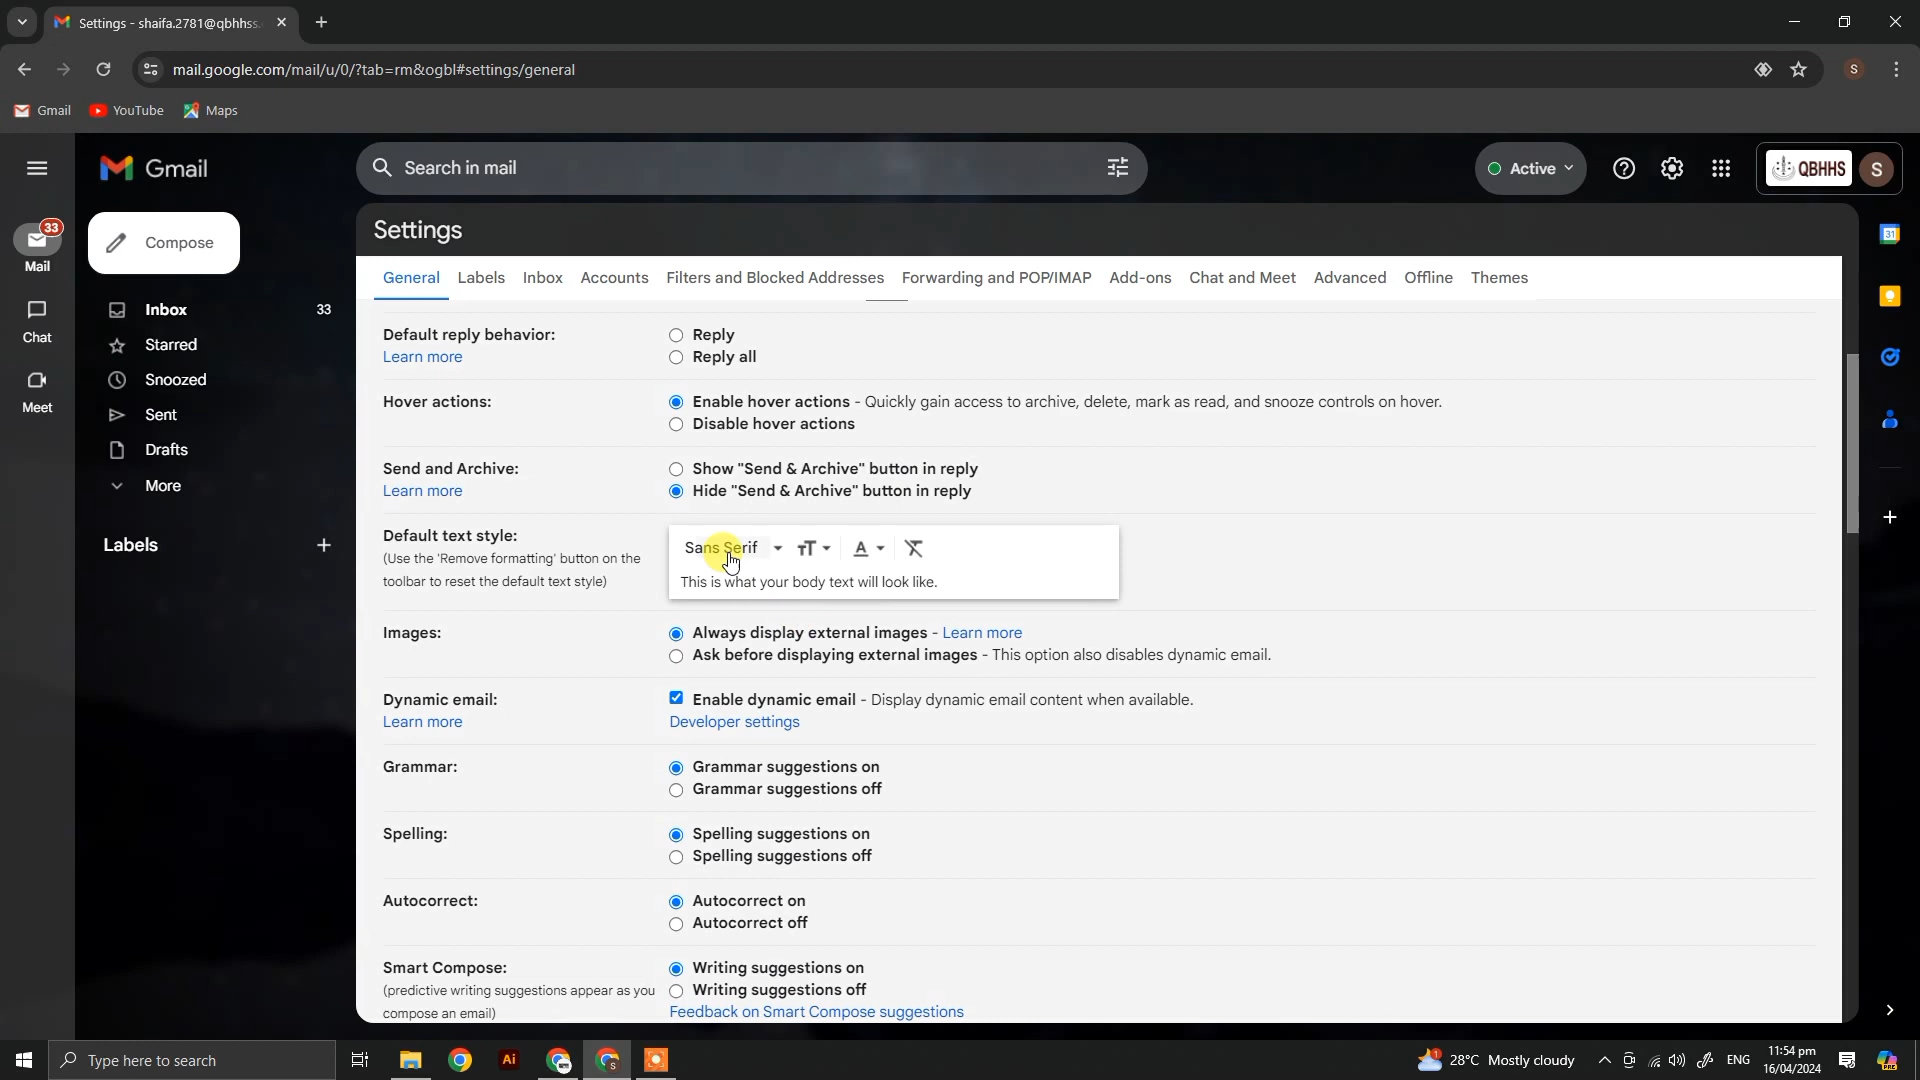 Settings - shaifa.2781@qbhhss.
mail.google.com/mail/u/0/?tab=rm&ogbl#settings/general
S
Gmail
YouTube
Maps
Gmail
Search in mail
Active
QBHHS
S
33
Mail
Chat
Meet
Compose
Inbox 33
Starred
Snoozed
Sent
Drafts
More
Labels
Settings
General Labels Inbox Accounts Filters and Blocked Addresses Forwarding and POP/IMAP Add-ons Chat and Meet Advanced Offline Themes
Default reply behavior:
Learn more
Reply
Reply all
Hover actions:
Enable hover actions - Quickly gain access to archive, delete, mark as read, and snooze controls on hover.
Disable hover actions
Send and Archive:
Learn more
Show "Send & Archive" button in reply
Hide "Send & Archive" button in reply
Default text style:
(Use the 'Remove formatting' button on the
toolbar to reset the default text style)
Sans Serif
This is what your body text will look like.
Images:
Always display external images - Learn more
Ask before displaying external images - This option also disables dynamic email.
Dynamic email:
Learn more
Enable dynamic email - Display dynamic email content when available.
Developer settings
Grammar:
Grammar suggestions on
Grammar suggestions off
Spelling:
Spelling suggestions on
Spelling suggestions off
Autocorrect:
Autocorrect on
Autocorrect off
Smart Compose:
(predictive writing suggestions appear as you
compose an email)
Writing suggestions on
Writing suggestions off
Feedback on Smart Compose suggestions
31
Type here to search
Ai
S
1
28°C Mostly cloudy
ENG
11:54 pm
16/04/2024
PRE